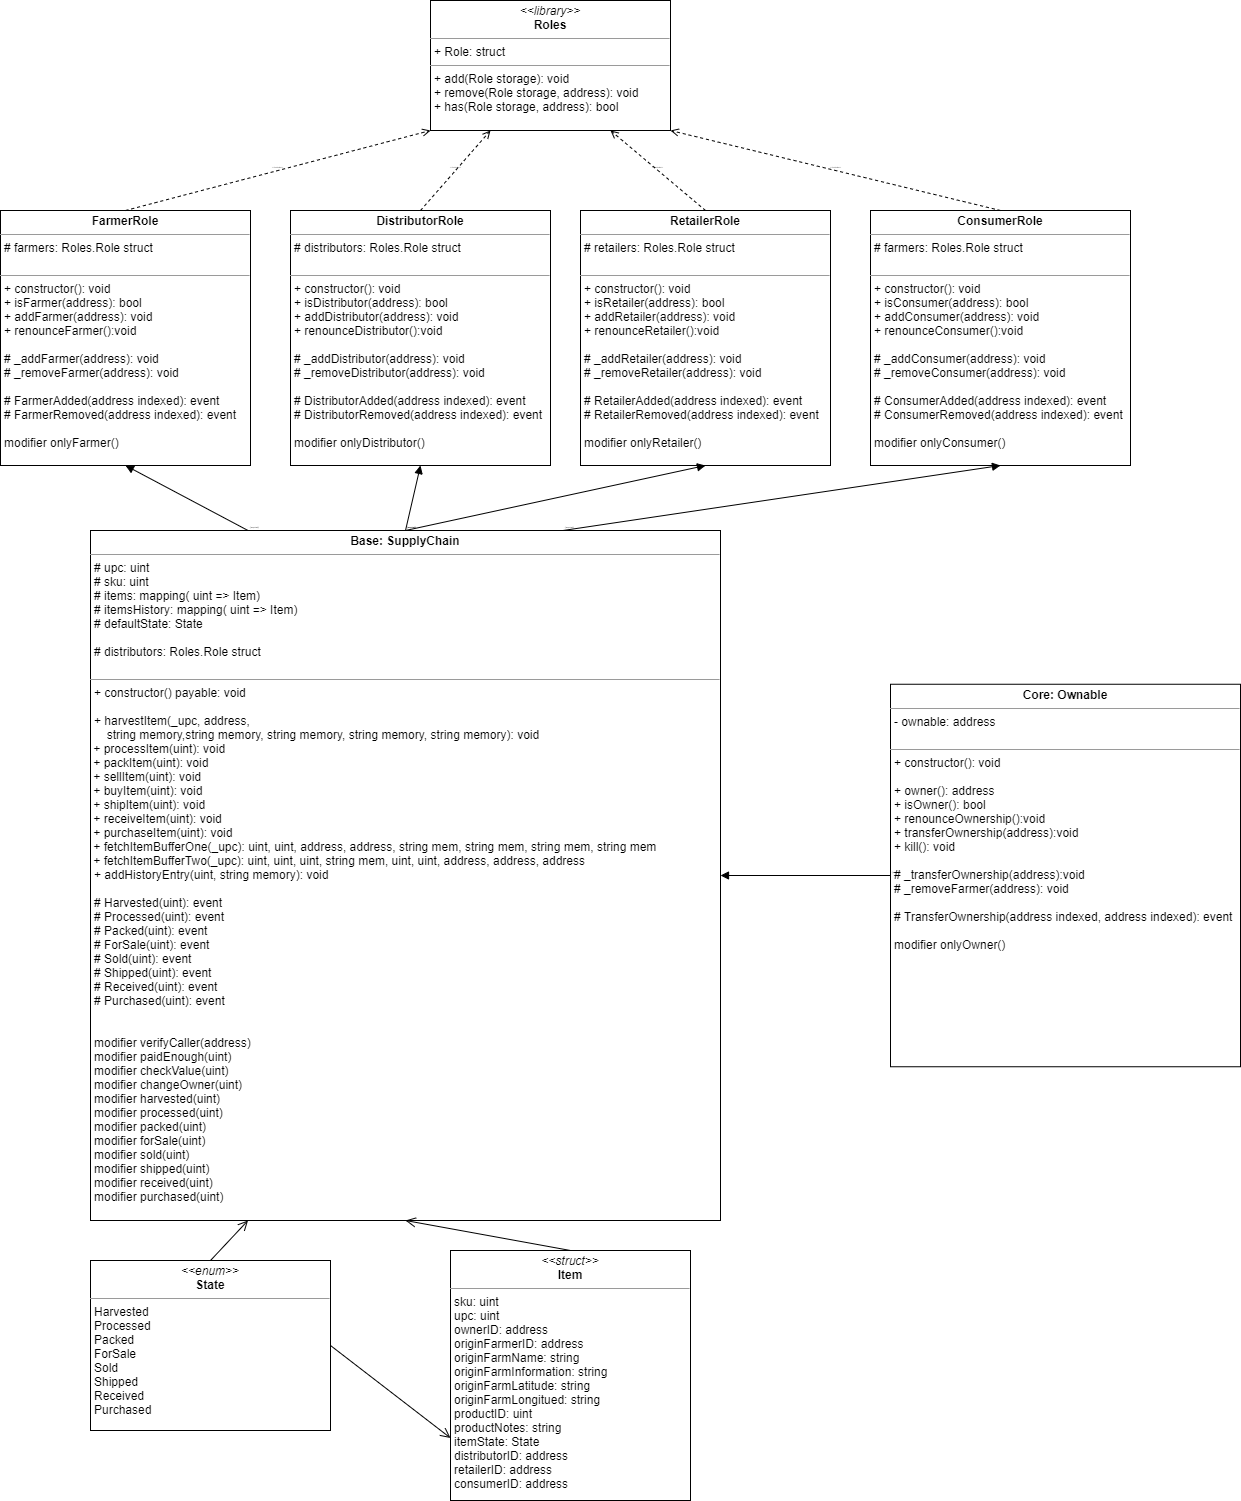 <<library>>
Roles
+ Role: struct
+ add(Role storage): void
+ remove(Role storage, address): void
+ has(Role storage, address): bool
FarmerRole
# farmers: Roles.Role struct
+ constructor(): void
+ isFarmer(address): bool
+ addFarmer(address): void
+ renounceFarmer():void
# _addFarmer(address): void
# _removeFarmer(address): void
# FarmerAdded(address indexed): event
# FarmerRemoved(address indexed): event
modifier onlyFarmer()
DistributorRole
# distributors: Roles.Role struct
+ constructor(): void
+ isDistributor(address): bool
+ addDistributor(address): void
+ renounceDistributor():void
# _addDistributor(address): void
# _removeDistributor(address): void
# DistributorAdded(address indexed): event
# DistributorRemoved(address indexed): event
modifier onlyDistributor()
RetailerRole
# retailers: Roles.Role struct
+ constructor(): void
+ isRetailer(address): bool
+ addRetailer(address): void
+ renounceRetailer():void
# _addRetailer(address): void
# _removeRetailer(address): void
# RetailerAdded(address indexed): event
# RetailerRemoved(address indexed): event
modifier onlyRetailer()
ConsumerRole
# farmers: Roles.Role struct
+ constructor(): void
+ isConsumer(address): bool
+ addConsumer(address): void
+ renounceConsumer():void
# _addConsumer(address): void
# _removeConsumer(address): void
# ConsumerAdded(address indexed): event
# ConsumerRemoved(address indexed): event
modifier onlyConsumer()
Base: SupplyChain
# upc: uint
# sku: uint
# items: mapping( uint => Item)
# itemsHistory: mapping( uint => Item)
# defaultState: State
# distributors: Roles.Role struct
+ constructor() payable: void
+ harvestItem(_upc, address,
string memory,string memory, string memory, string memory, string memory): void
+ processItem(uint): void
+ packItem(uint): void
+ sellItem(uint): void
+ buyItem(uint): void
+ shipItem(uint): void
+ receiveItem(uint): void
+ purchaseItem(uint): void
+ fetchItemBufferOne(_upc): uint, uint, address, address, string mem, string mem, string mem, string mem
+ fetchItemBufferTwo(_upc): uint, uint, uint, string mem, uint, uint, address, address, address
+ addHistoryEntry(uint, string memory): void
# Harvested(uint): event
# Processed(uint): event
# Packed(uint): event
# ForSale(uint): event
# Sold(uint): event
# Shipped(uint): event
# Received(uint): event
# Purchased(uint): event
modifier verifyCaller(address)
modifier paidEnough(uint)
modifier checkValue(uint)
modifier changeOwner(uint)
modifier harvested(uint)
modifier processed(uint)
modifier packed(uint)
modifier forSale(uint)
modifier sold(uint)
modifier shipped(uint)
modifier received(uint)
modifier purchased(uint)
Core: Ownable
- ownable: address
+ constructor(): void
+ owner(): address
+ isOwner(): bool
+ renounceOwnership():void
+ transferOwnership(address):void
+ kill(): void
# _transferOwnership(address):void
# _removeFarmer(address): void
# TransferOwnership(address indexed, address indexed): event
modifier onlyOwner()
<<enum>>
State
Harvested
Processed
Packed
ForSale
Sold
Shipped
Received
Purchased
<<struct>>
Item
sku: uint
upc: uint
ownerID: address
originFarmerID: address
originFarmName: string
originFarmInformation: string
originFarmLatitude: string
originFarmLongitued: string
productID: uint
productNotes: string
itemState: State
distributorID: address
retailerID: address
consumerID: address